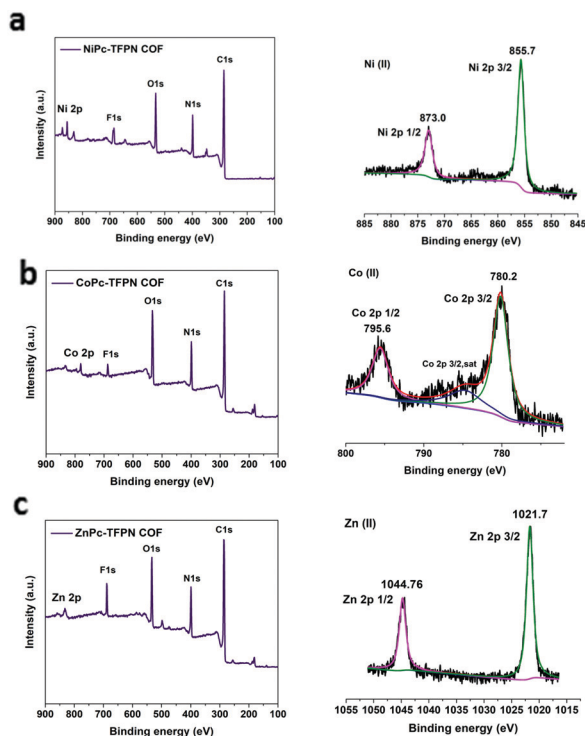 a
NiPc-TFPN COF
Intensity (a.u.)
Ni 2p
F1s
O1s
N1s
C1s
900 800 700 600 500 400 300 200 100
Binding energy (eV)
Ni (II)
855.7
Ni 2p 3/2
873.0
Ni 2p 1/2
885 880 875 870 865 860 855 850 845
Binding energy (eV)
b
CoPc-TFPN COF
Intensity (a.u.)
Co 2p
F1s
O1s
N1s
C1s
900 800 700 600 500 400 300 200 100
Binding energy (eV)
Co (II)
780.2
Co 2p 3/2
Co 2p 1/2
795.6
Co 2p 3/2,sat
800 790 780
Binding energy (eV)
c
ZnPc-TFPN COF
Intensity (a.u.)
Zn 2p
F1s
O1s
N1s
C1s
900 800 700 600 500 400 300 200 100
Binding energy (eV)
Zn (II)
1021.7
Zn 2p 3/2
1044.76
Zn 2p 1/2
1055 1050 1045 1040 1035 1030 1025 1020 1015
Binding energy (eV)